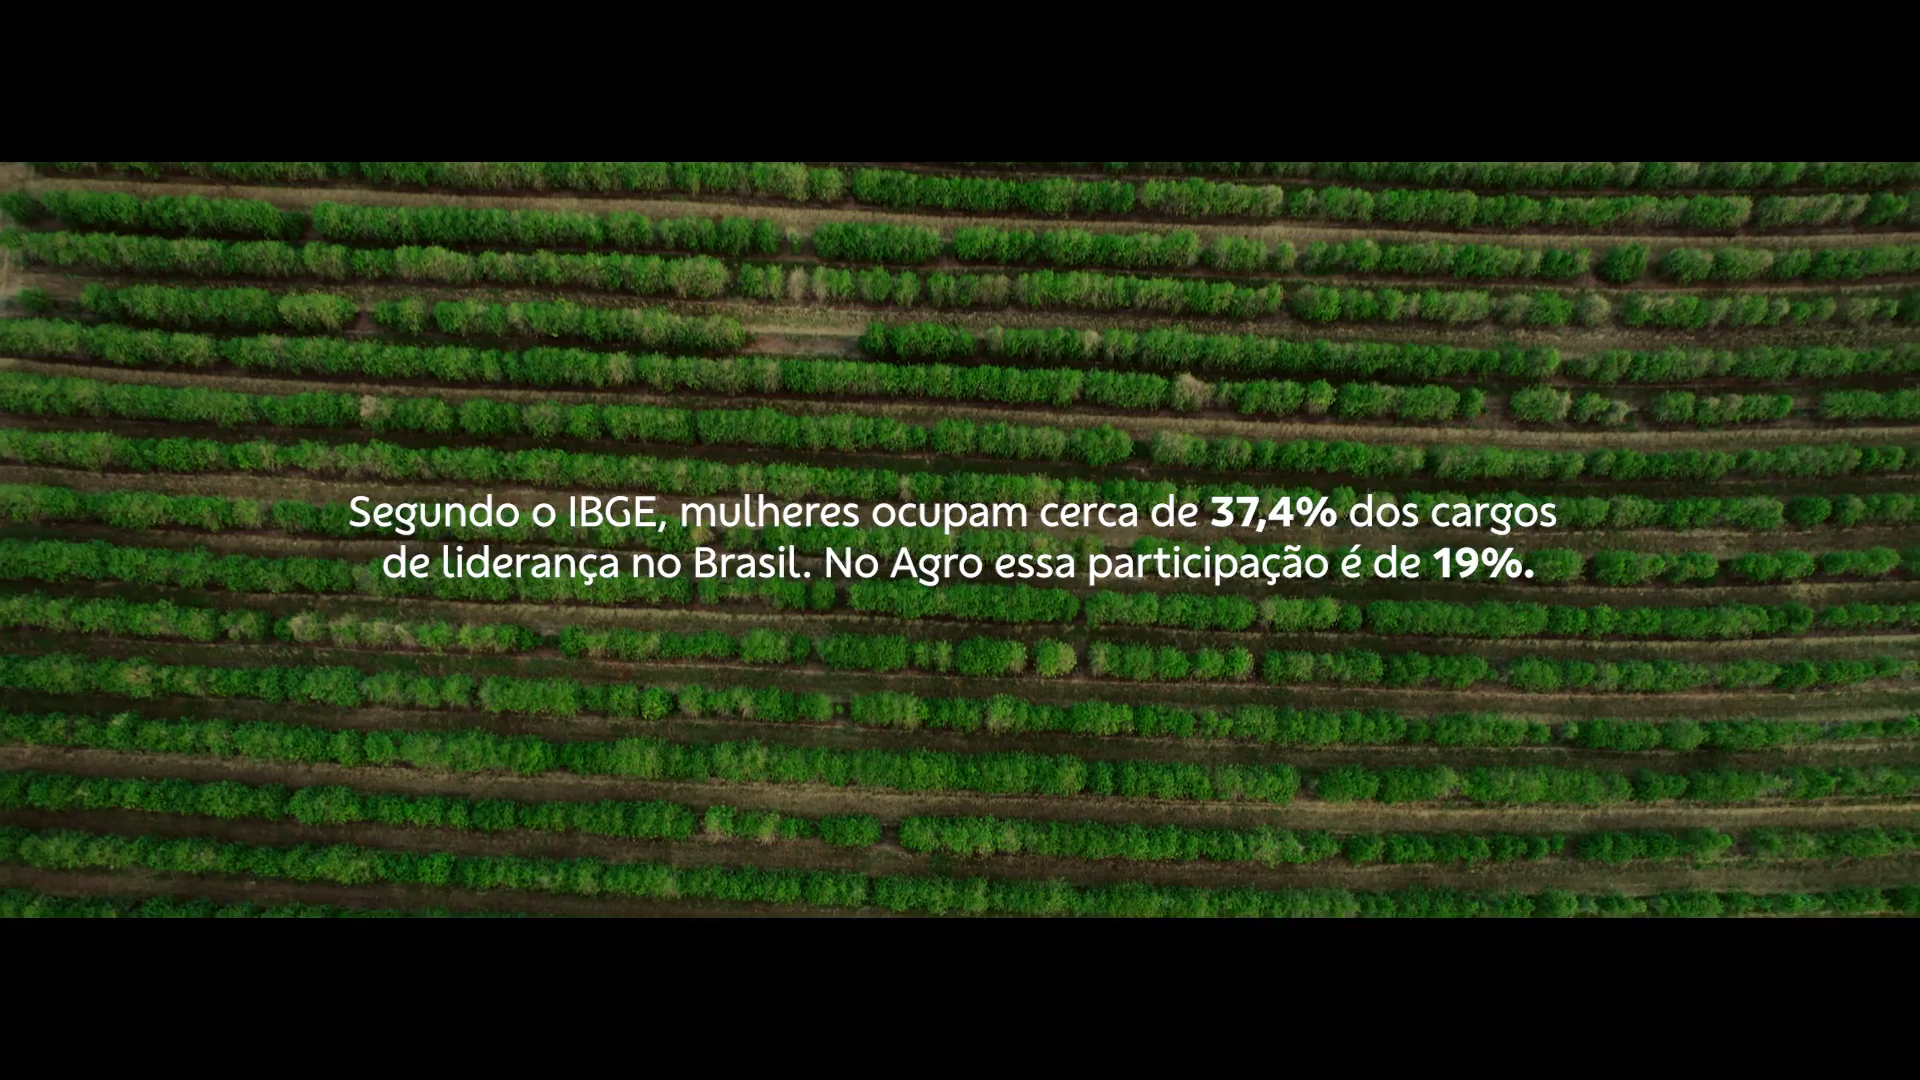 Segundo o IBGE, mulheres ocupam cerca de 37,4% dos cargos
de liderança no Brasil. No Agro essa participação é de 19%.